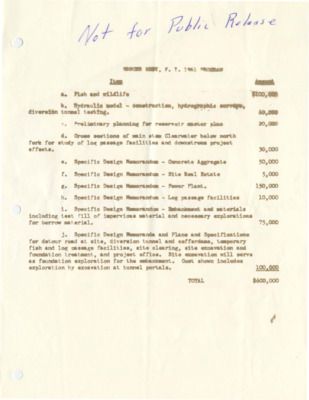 Not for Public Release
BRUCES EDDY, F. Y. 1961 PROGRAM
Item Amount
a. Fish and wildlife $200,000
b. Hydraulic model - construction, hydrographic surveys,
diversion tunnel testing. 60,000
c. Preliminary planning for reservoir master plan 20,000
d. Cross sections of main stem Clearwater below north
fork for study of log passage facilities and downstream project
effects. 30,000
e. Specific Design Memorandum - Concrete Aggregate 50,000
f. Specific Design Memorandum - Site Real Estate 5,000
g. Specific Design Memorandum - Power Plant. 150,000
h. Specific Design Memorandum - Log passage facilities 10,000
i. Specific Design Memorandum - Embankment and materials
including test fill of impervious material and necessary explorations
for borrow material. 75,000
j. Specific Design Memoranda and Plans and Specifications
for detour road at site, diversion tunnel and cofferdams, temporary
fish and log passage facilities, site clearing, site excavation and
foundation treatment, and project office. Site excavation will serve
as foundation exploration for the embankment. Cost shown includes
exploration by excavation at tunnel portals. 100,000
TOTAL $600,000